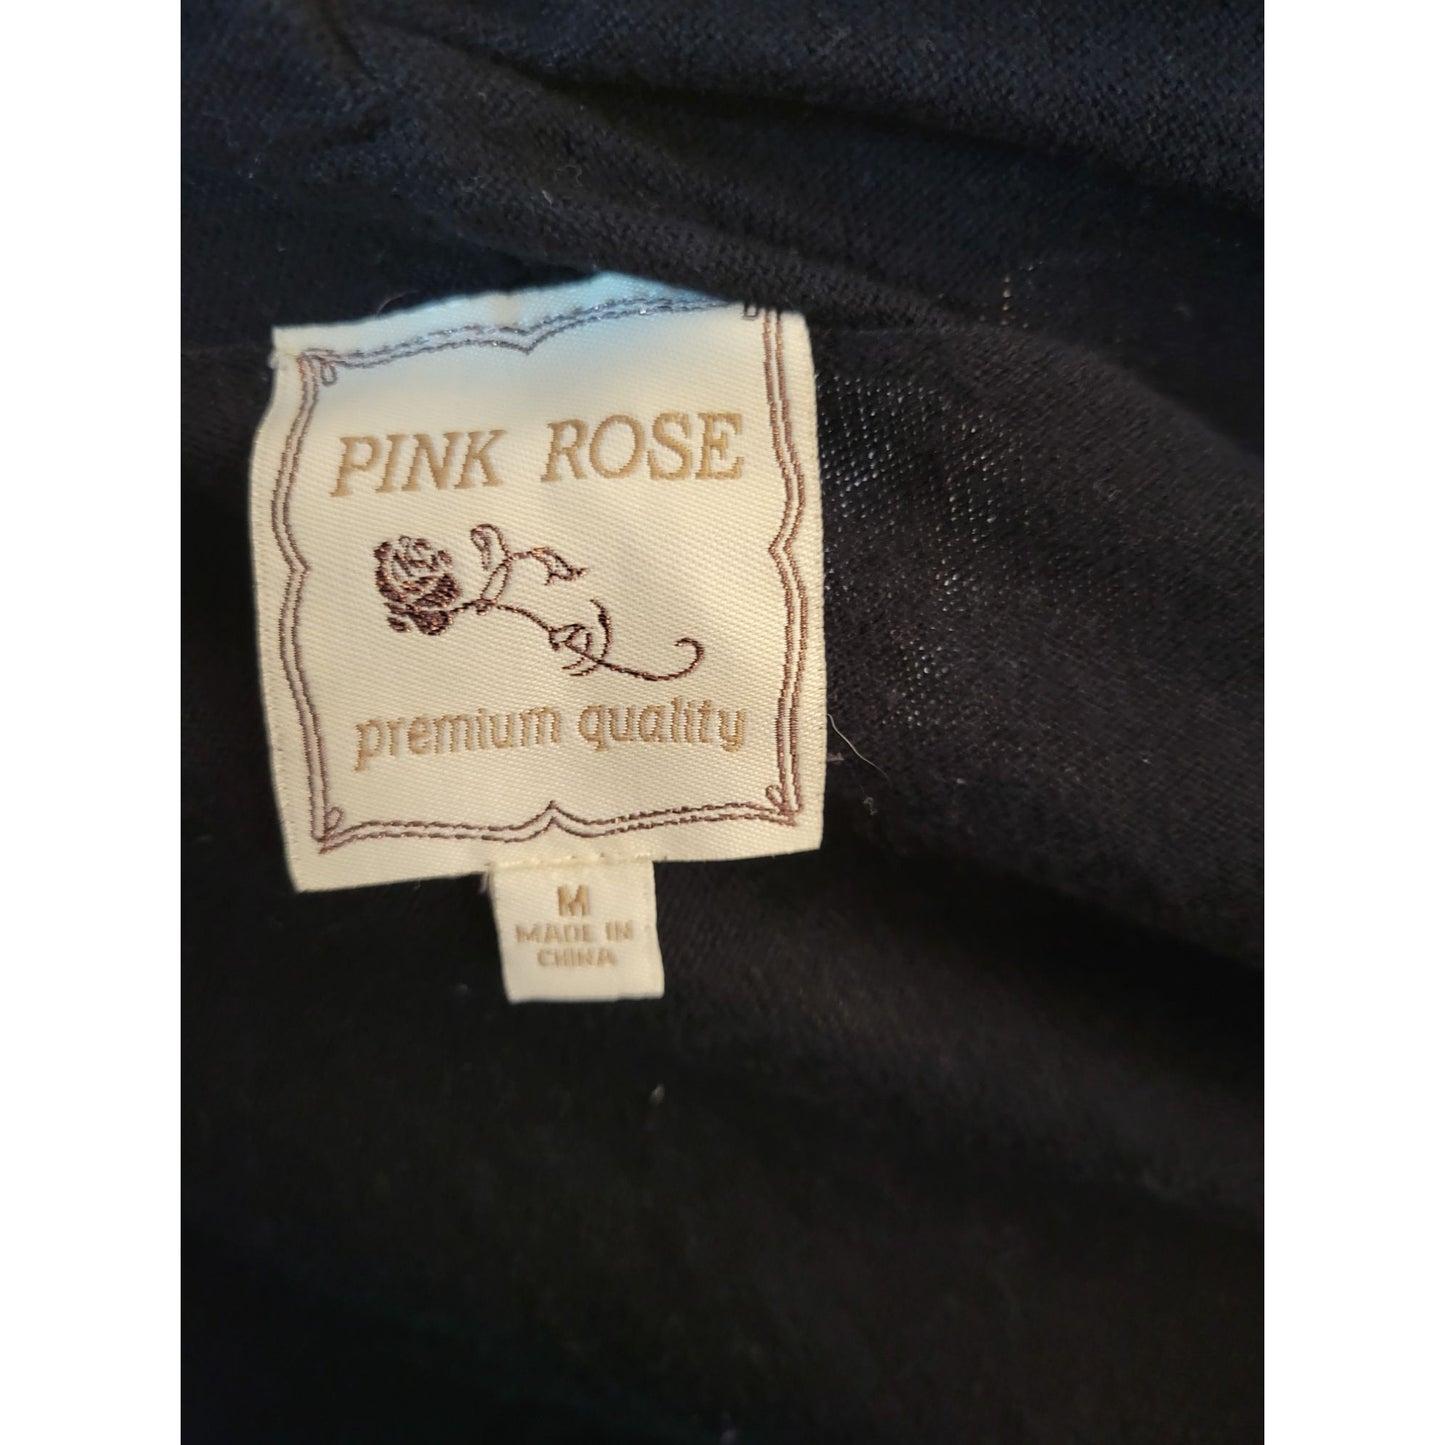 PINK ROSE
premium quality
M
MADE IN
CHINA